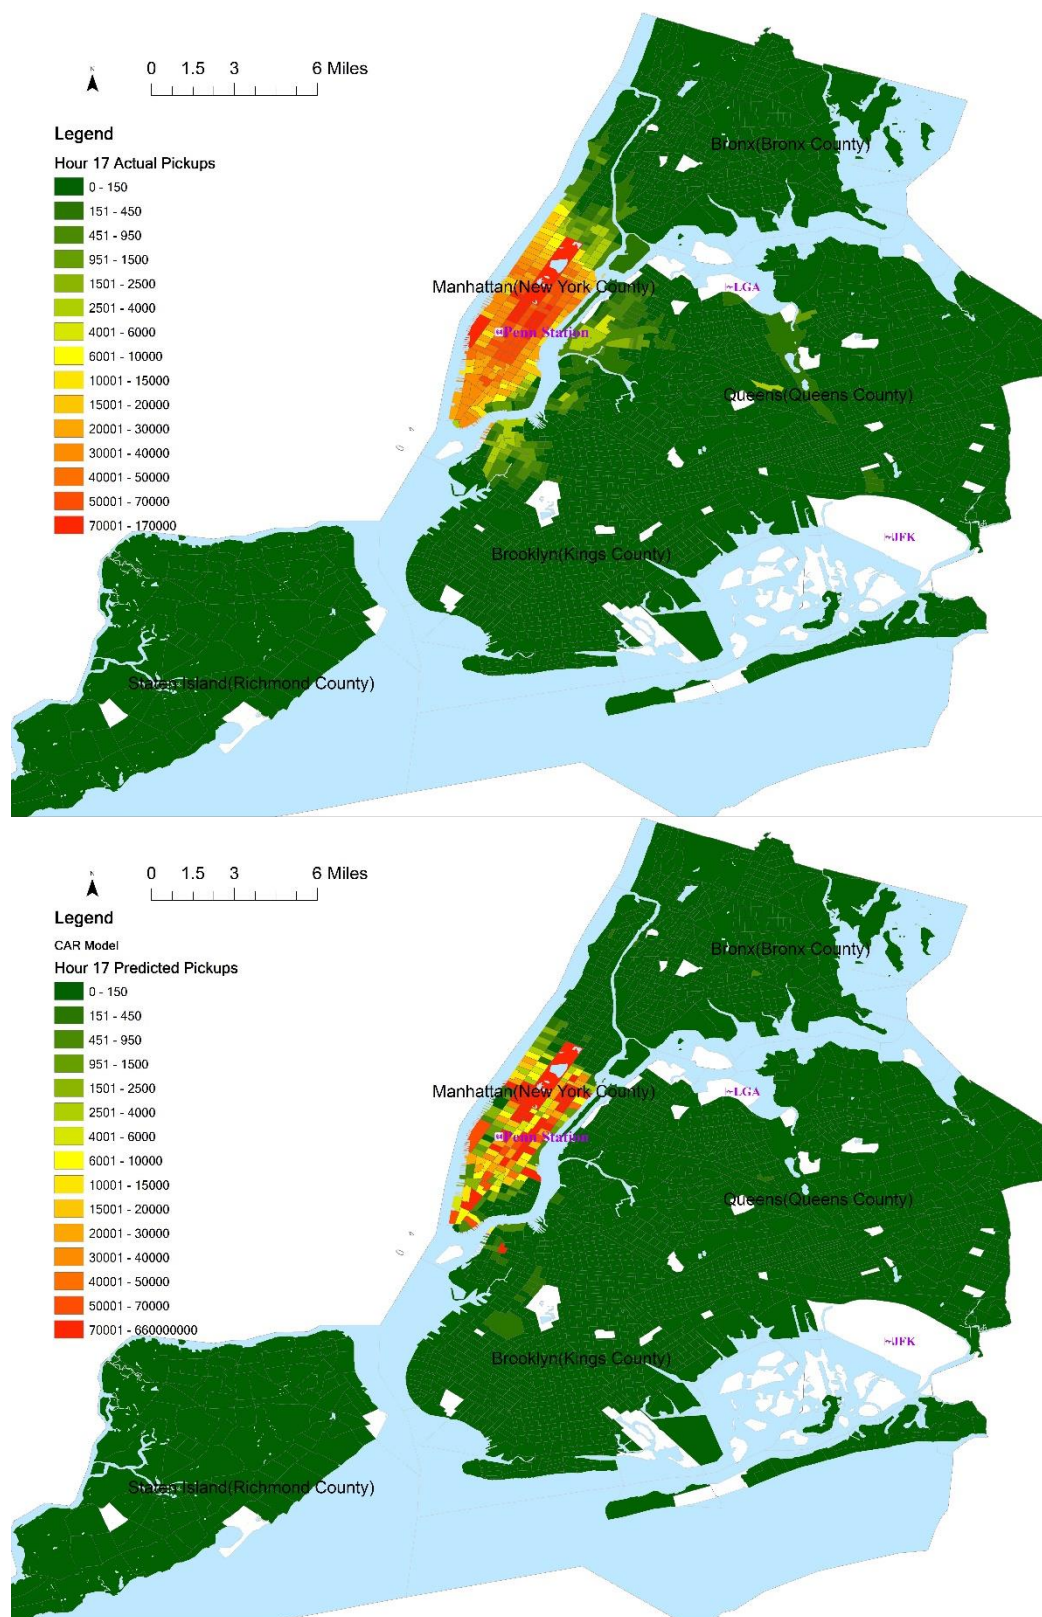 N
0 1.5 3 6 Miles
Legend
Hour 17 Actual Pickups
0 - 150
151 - 450
451 - 950
951 - 1500
1501 - 2500
2501 - 4000
4001 - 6000
6001 - 10000
10001 - 15000
15001 - 20000
20001 - 30000
30001 - 40000
40001 - 50000
50001 - 70000
70001 - 170000
Bronx(Bronx County)
Manhattan(New York County)
LGA
Penn Station
Queens(Queens County)
JFK
Brooklyn(Kings County)
Staten Island(Richmond County)
N
0 1.5 3 6 Miles
Legend
CAR Model
Hour 17 Predicted Pickups
0 - 150
151 - 450
451 - 950
951 - 1500
1501 - 2500
2501 - 4000
4001 - 6000
6001 - 10000
10001 - 15000
15001 - 20000
20001 - 30000
30001 - 40000
40001 - 50000
50001 - 70000
70001 - 660000000
Bronx(Bronx County)
Manhattan(New York County)
LGA
Penn Station
Queens(Queens County)
JFK
Brooklyn(Kings County)
Staten Island(Richmond County)